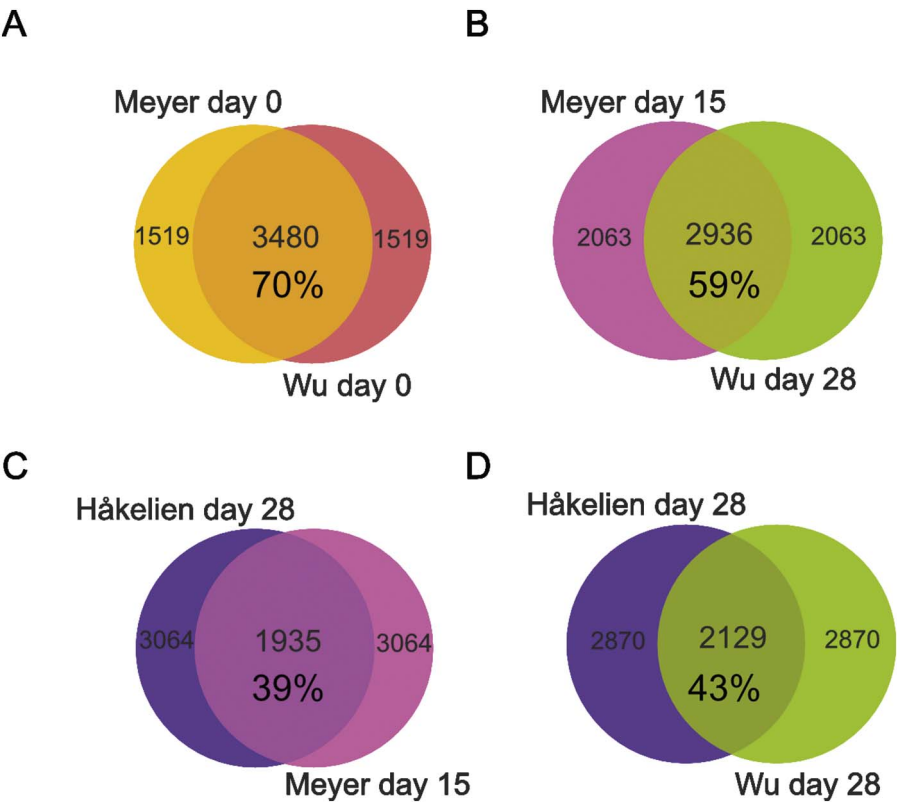 A
Meyer day 0
1519
3480
1519
70%
Wu day 0
B
Meyer day 15
2063
2936
2063
59%
Wu day 28
C
Håkelien day 28
3064
1935
3064
39%
Meyer day 15
D
Håkelien day 28
2870
2129
2870
43%
Wu day 28